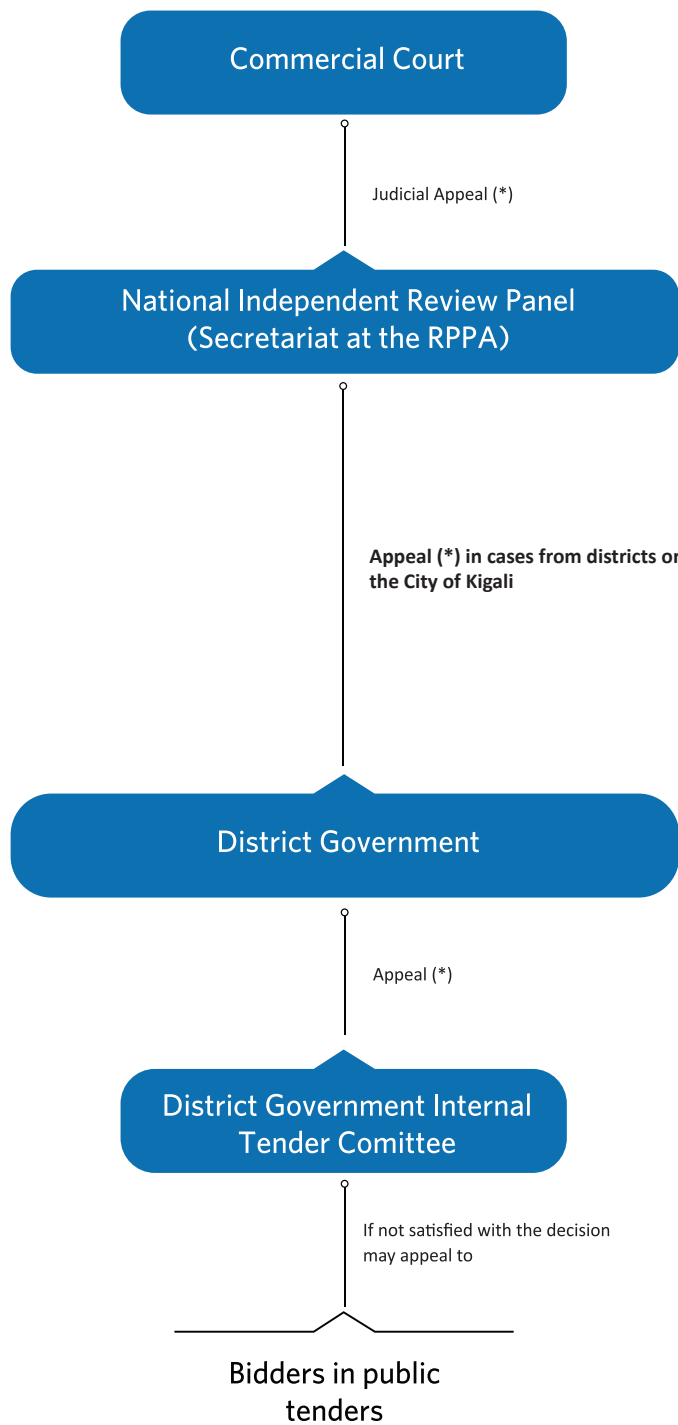 Commercial Court
Judicial Appeal (*)
National Independent Review Panel
(Secretariat at the RPPA)
Appeal (*) in cases from districts or
the City of Kigali
District Government
Appeal (*)
District Government Internal
Tender Comittee
If not satisfied with the decision
may appeal to
Bidders in public
tenders